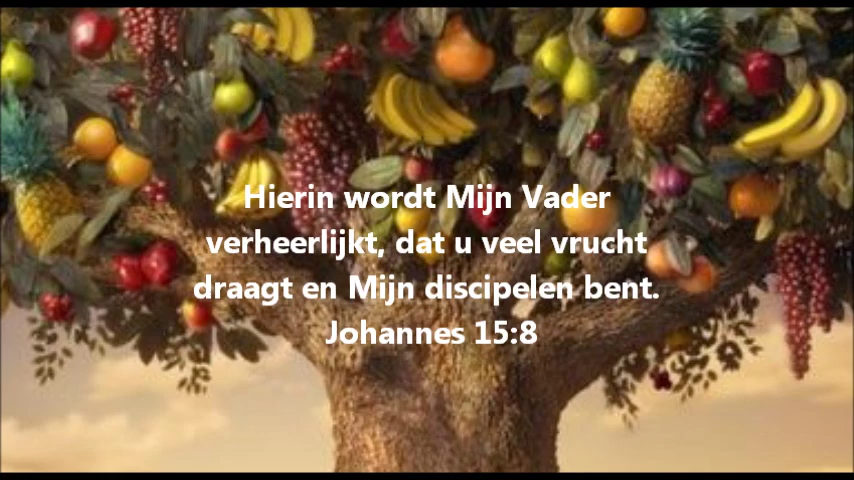 Hierin wordt Mijn Vader
verheerlijkt, dat u veel vrucht
draagt en Mijn discipelen bent.
Johannes 15:8